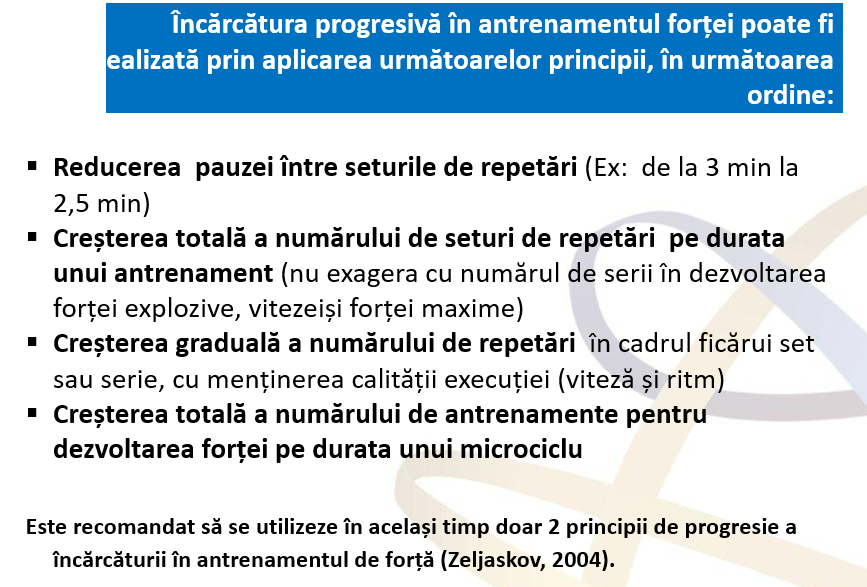 Încărcătura progresivă în antrenamentul forței poate fi
ealizată prin aplicarea următoarelor principii, în următoarea
ordine:
▪ Reducerea pauzei între seturile de repetări (Ex: de la 3 min la
2,5 min)
▪ Creșterea totală a numărului de seturi de repetări pe durata
unui antrenament (nu exagera cu numărul de serii în dezvoltarea
forței explozive, vitezeiși forței maxime)
▪ Creșterea graduală a numărului de repetări în cadrul ficărui set
sau serie, cu menținerea calității execuției (viteză și ritm)
▪ Creșterea totală a numărului de antrenamente pentru
dezvoltarea forței pe durata unui microciclu
Este recomandat să se utilizeze în același timp doar 2 principii de progresie a
încărcăturii în antrenamentul de forță (Zeljaskov, 2004).